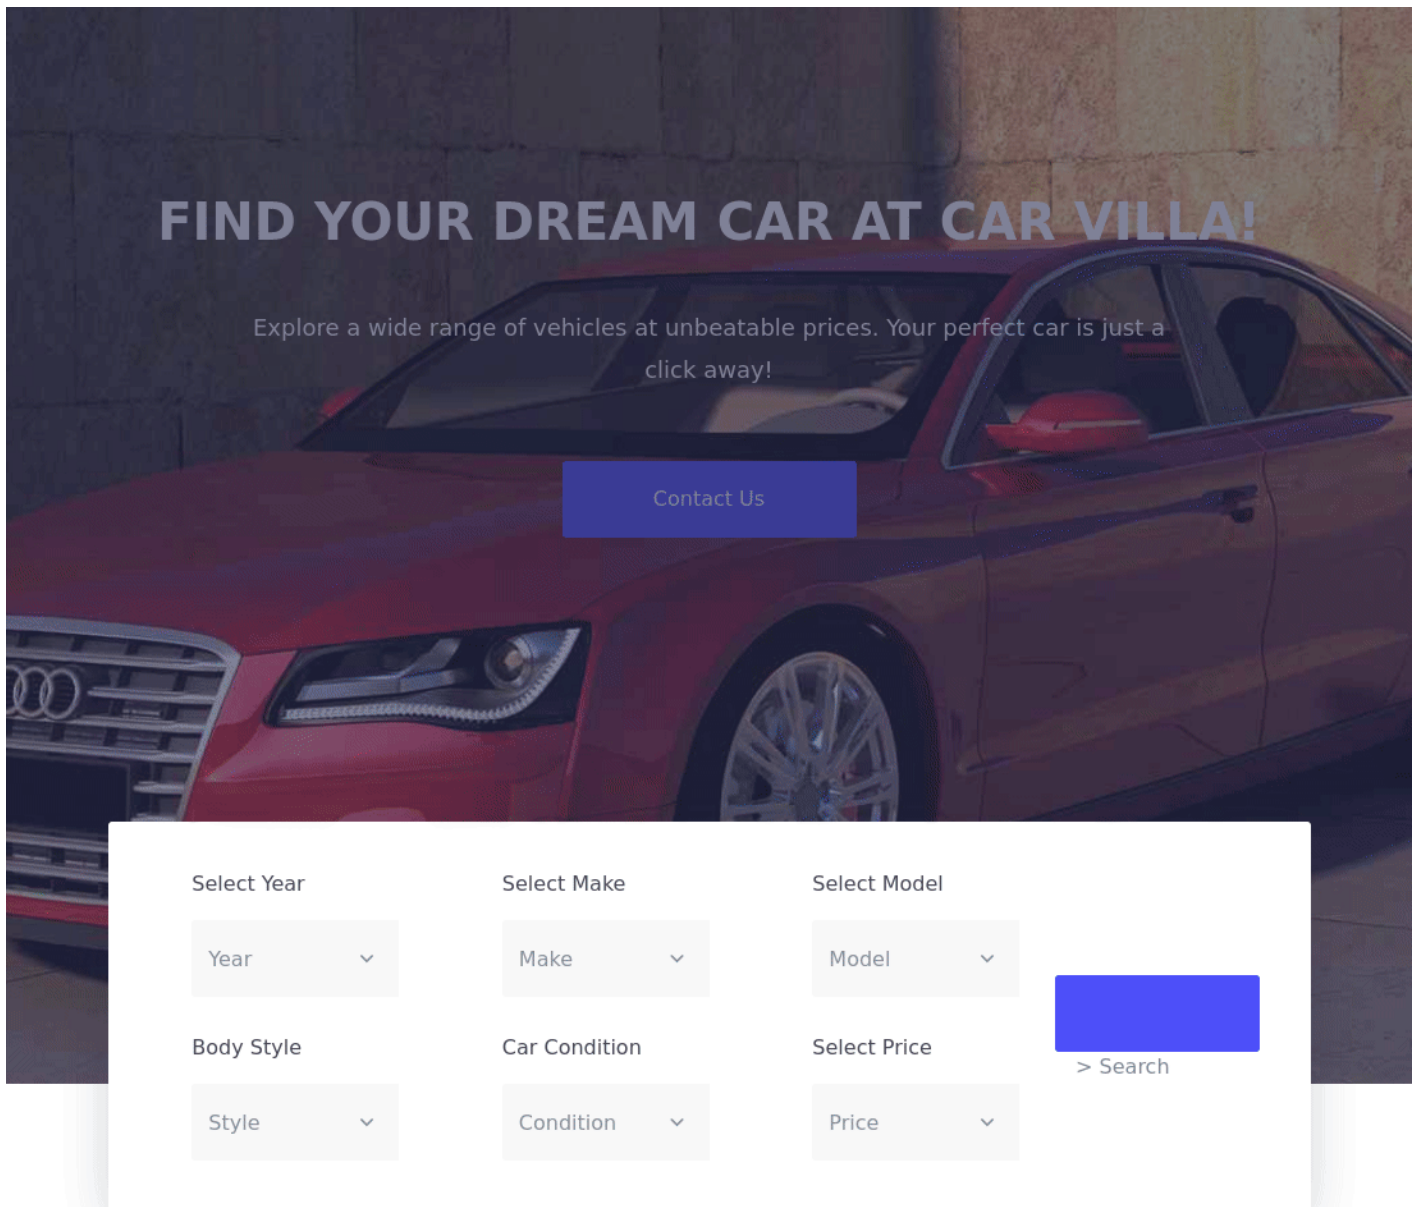 FIND YOUR DREAM CAR AT CAR VILLA!
Explore a wide range of vehicles at unbeatable prices. Your perfect car is just a
click away!
Contact Us
Select Year
Select Make
Select Model
Year
Make
Model
Body Style
Car Condition
Select Price
> Search
Style
Condition
Price